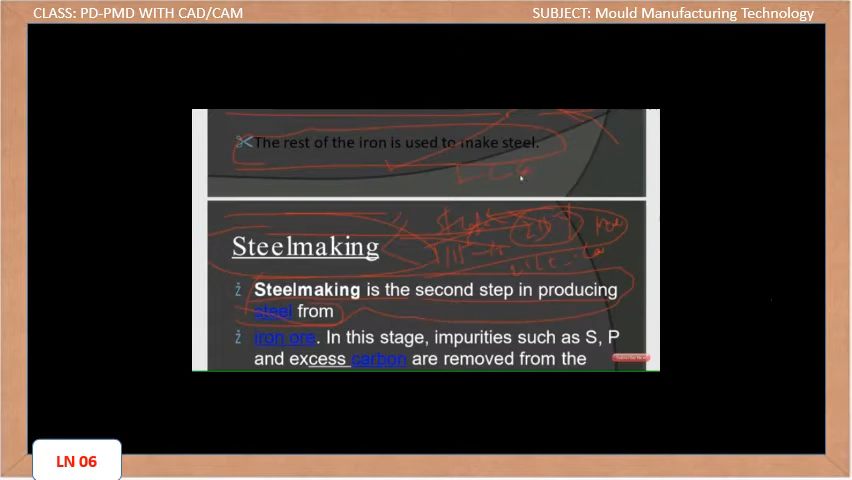 CLASS: PD-PMD WITH CAD/CAM
SUBJECT: Mould Manufacturing Technology
The rest of the iron is used to make steel.
Steelmaking
ž Steelmaking is the second step in producing
steel from
ž iron ore. In this stage, impurities such as S, P
and excess carbon are removed from the
LN 06